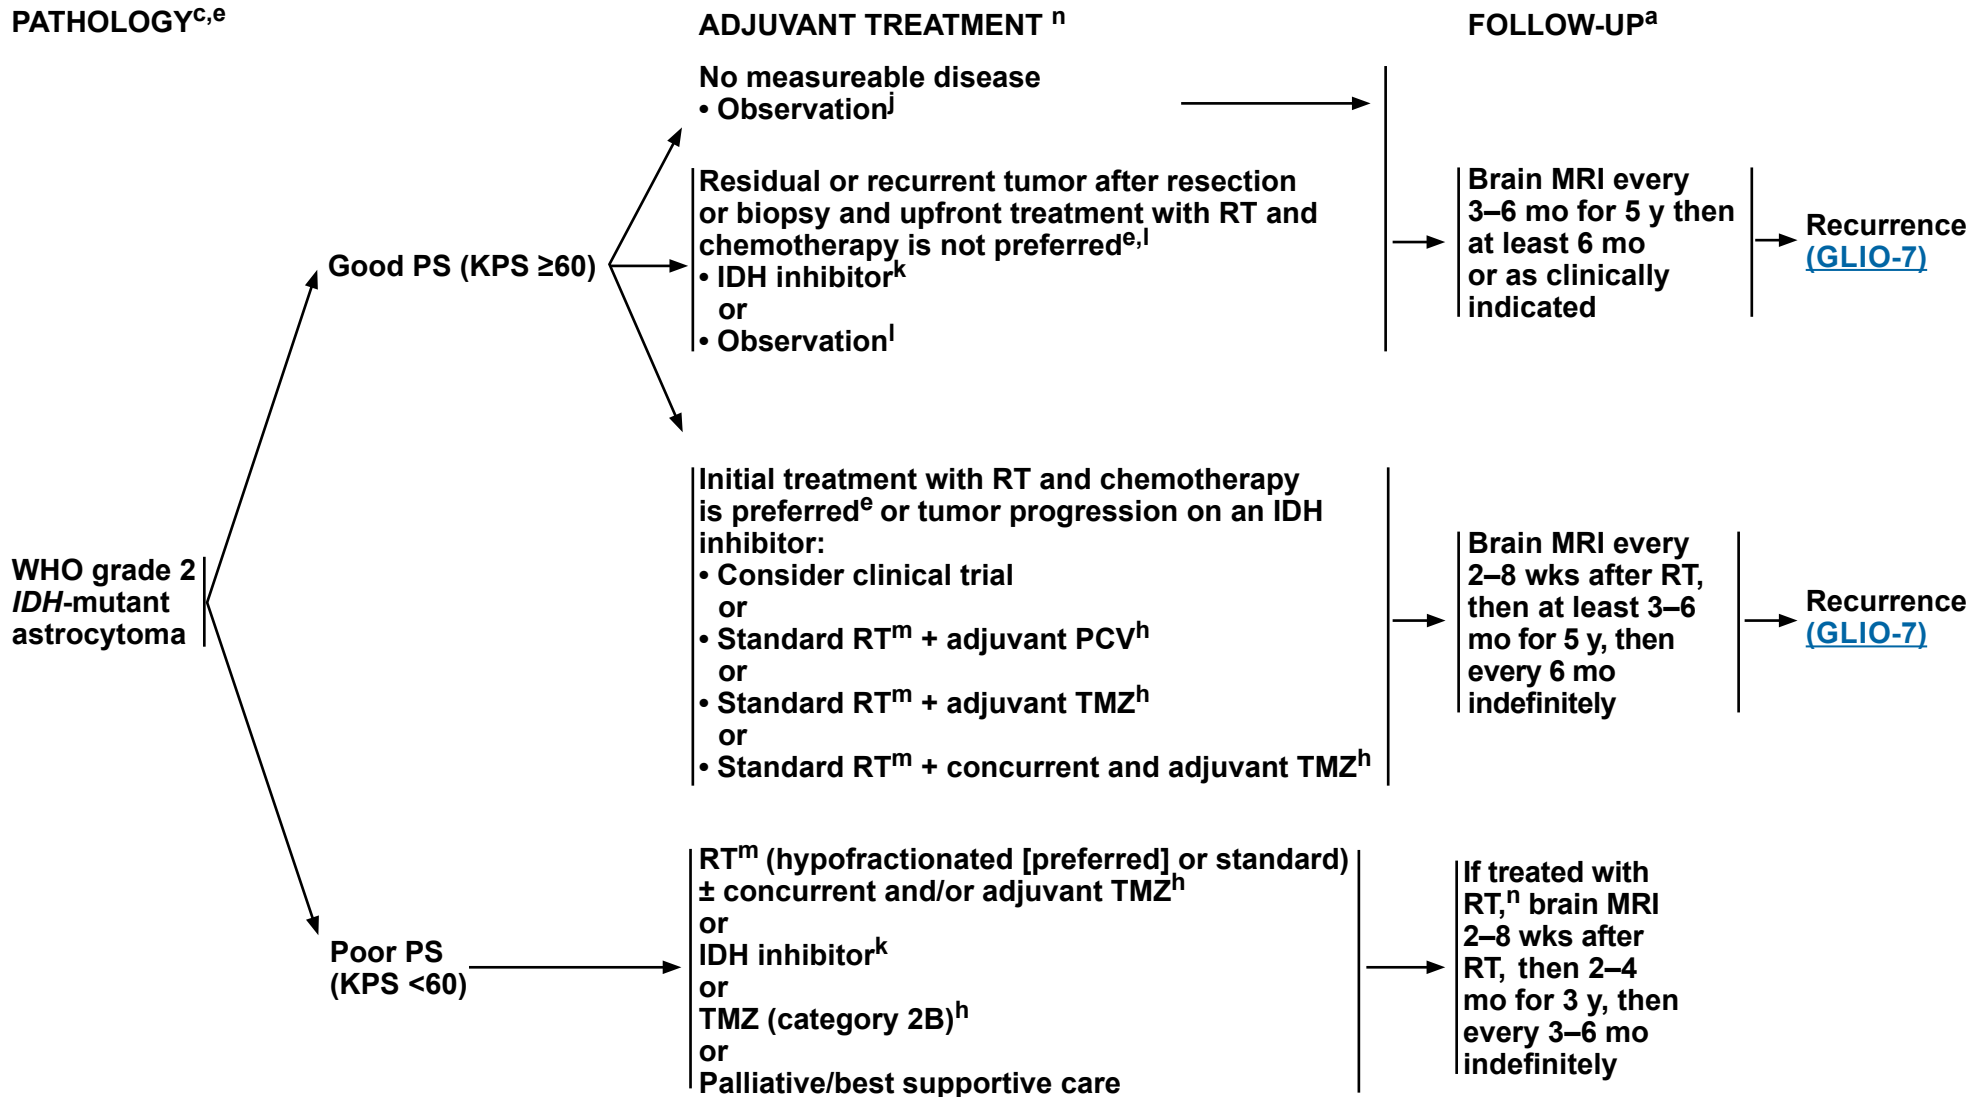 PATHOLOGYc,e
ADJUVANT TREATMENT n
FOLLOW-UPa
No measureable disease
• Observationj
Residual or recurrent tumor after resection
or biopsy and upfront treatment with RT and
chemotherapy is not preferrede,l
• IDH inhibitork
or
• Observationl
Brain MRI every
3–6 mo for 5 y then
at least 6 mo
or as clinically
indicated
Recurrence
(GLIO-7)
Good PS (KPS ≥60)
Initial treatment with RT and chemotherapy
is preferrede or tumor progression on an IDH
inhibitor:
• Consider clinical trial
or
• Standard RTm + adjuvant PCVh
or
• Standard RTm + adjuvant TMZh
or
• Standard RTm + concurrent and adjuvant TMZh
Brain MRI every
2–8 wks after RT,
then at least 3–6
mo for 5 y, then
every 6 mo
indefinitely
Recurrence
(GLIO-7)
WHO grade 2
IDH-mutant
astrocytoma
Poor PS
(KPS <60)
RTm (hypofractionated [preferred] or standard)
± concurrent and/or adjuvant TMZh
or
IDH inhibitork
or
TMZ (category 2B)h
or
Palliative/best supportive care
If treated with
RT,n brain MRI
2–8 wks after
RT, then 2–4
mo for 3 y, then
every 3–6 mo
indefinitely